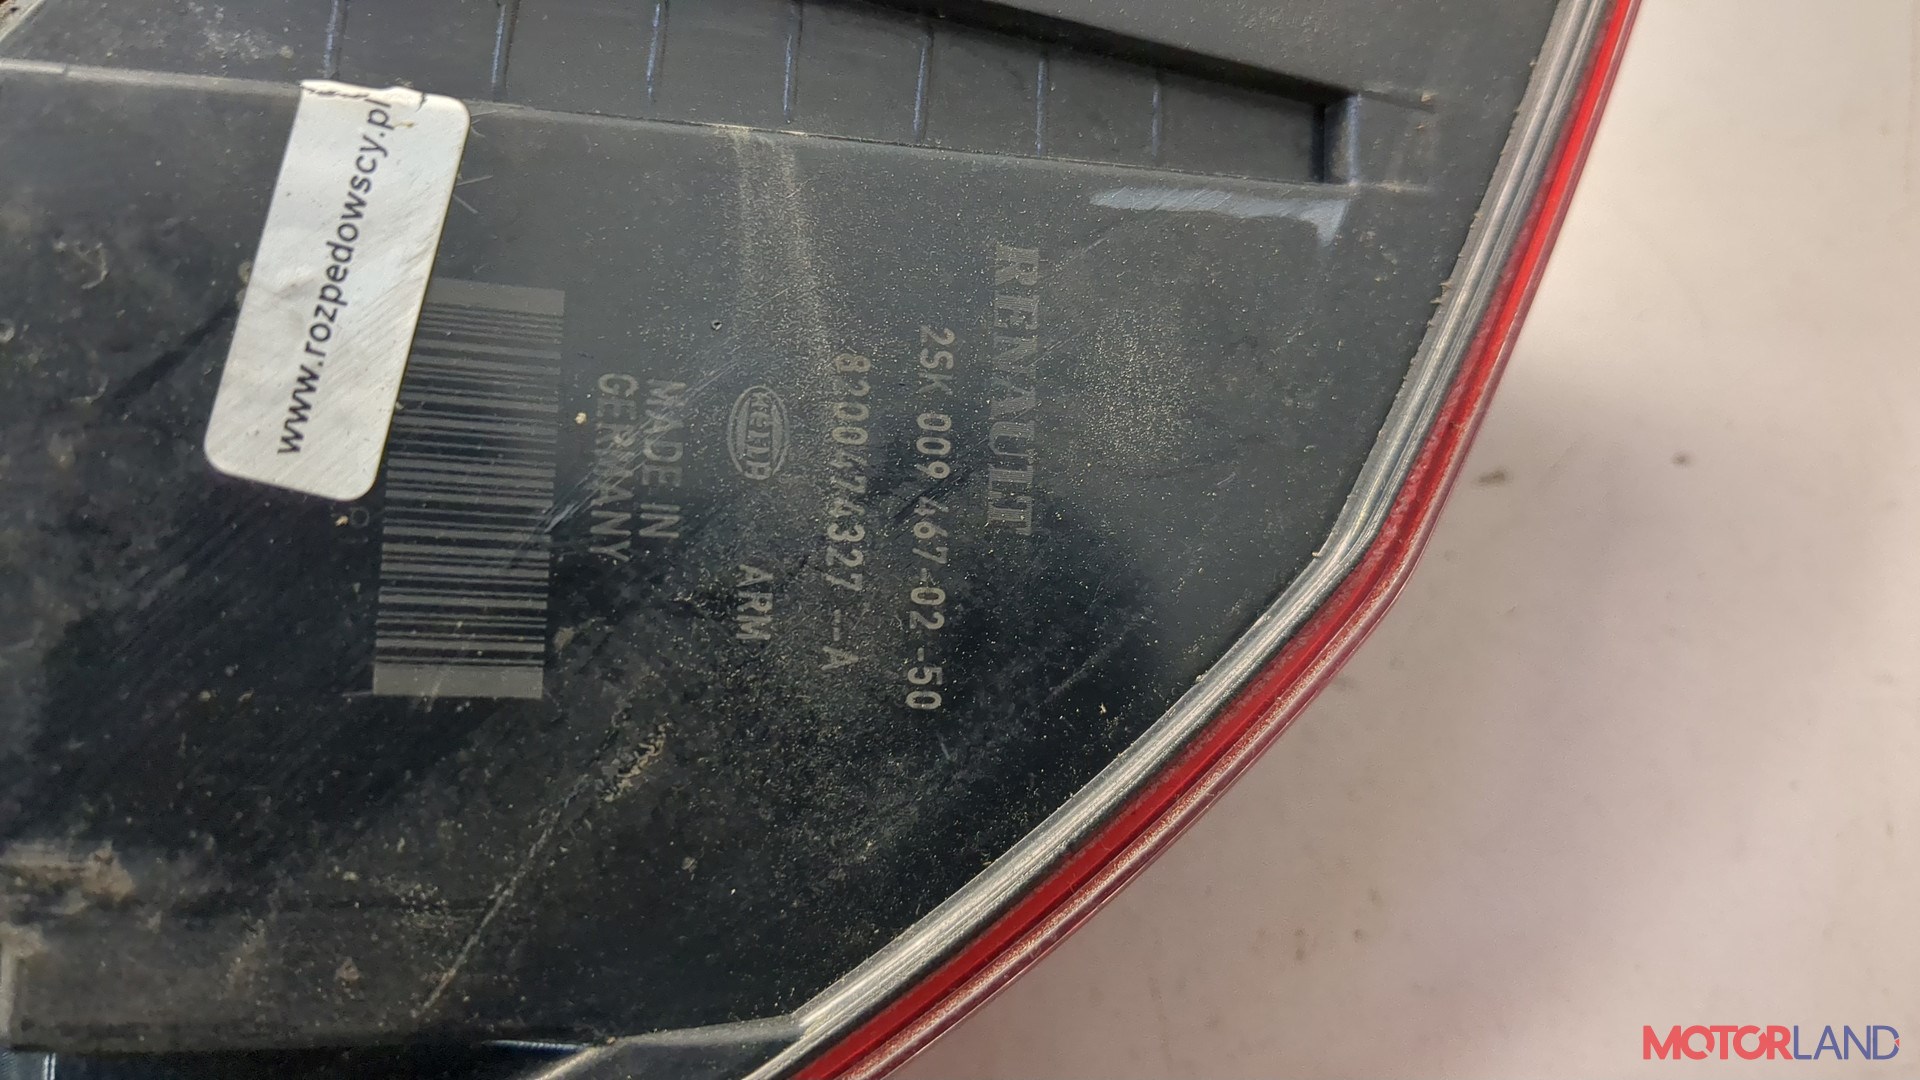 RENAULT
2SK 009 467-02 -50
8200474327 --A
HELLA
ARM
MADE IN
GERMANY
www.rozpedowscy.pl
MOTORLAND